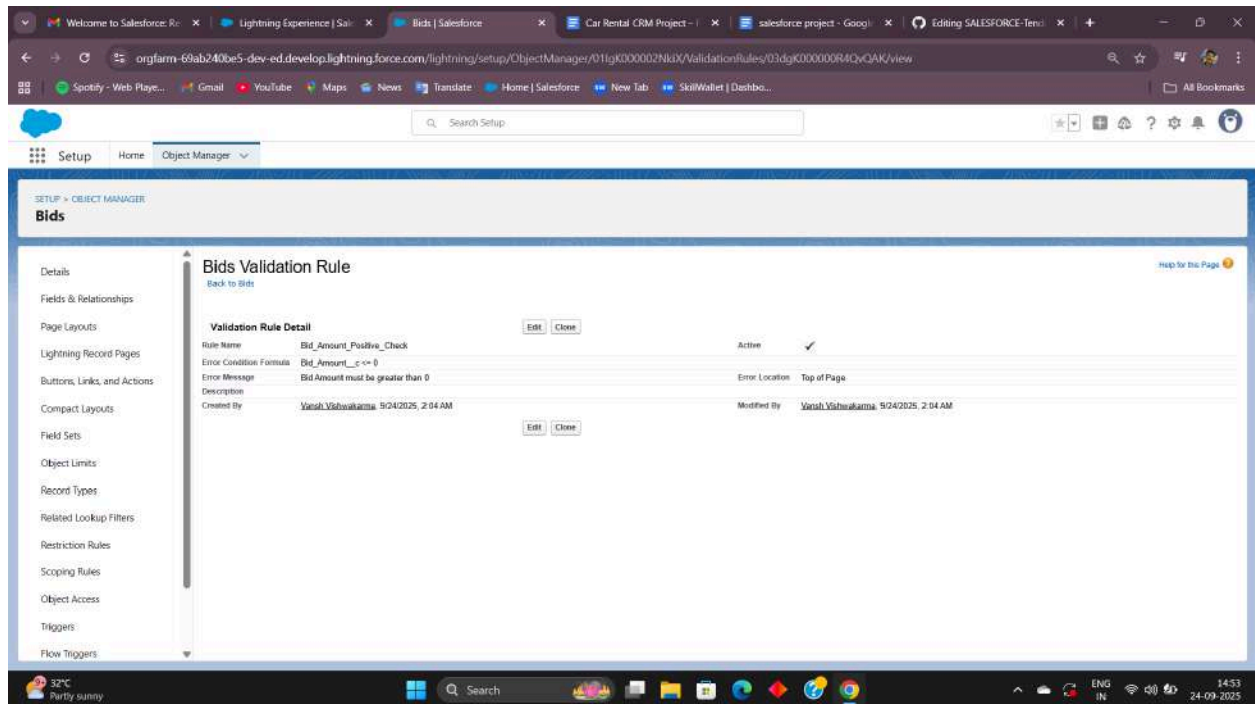 Welcome to Salesforce: Re
Lightning Experience | Sale
Bids | Salesforce
Car Rental CRM Project – 
salesforce project - Google
Editing SALESFORCE-Tend
orgfarm-69ab240be5-dev-ed.develop.lightning.force.com/lightning/setup/ObjectManager/01IgK000002NkiX/ValidationRules/03dgK000000R4QvQAK/view
Spotify - Web Playe...
Gmail
YouTube
Maps
News
Translate
Home | Salesforce
New Tab
SkillWallet | Dashbo...
All Bookmarks
Search Setup
Setup
Home
Object Manager
SETUP > OBJECT MANAGER
Bids
Details
Fields & Relationships
Page Layouts
Lightning Record Pages
Buttons, Links, and Actions
Compact Layouts
Field Sets
Object Limits
Record Types
Related Lookup Filters
Restriction Rules
Scoping Rules
Object Access
Triggers
Flow Triggers
Bids Validation Rule
Back to Bids
Help for this Page
Validation Rule Detail
Edit Clone
Rule Name Bid_Amount_Positive_Check Active
Error Condition Formula Bid_Amount__c <= 0
Error Message Bid Amount must be greater than 0 Error Location Top of Page
Description
Created By Vansh Vishwakarma, 9/24/2025, 2:04 AM Modified By Vansh Vishwakarma, 9/24/2025, 2:04 AM
Edit Clone
9+
32°C
Partly sunny
Search
ENG
IN
14:53
24-09-2025